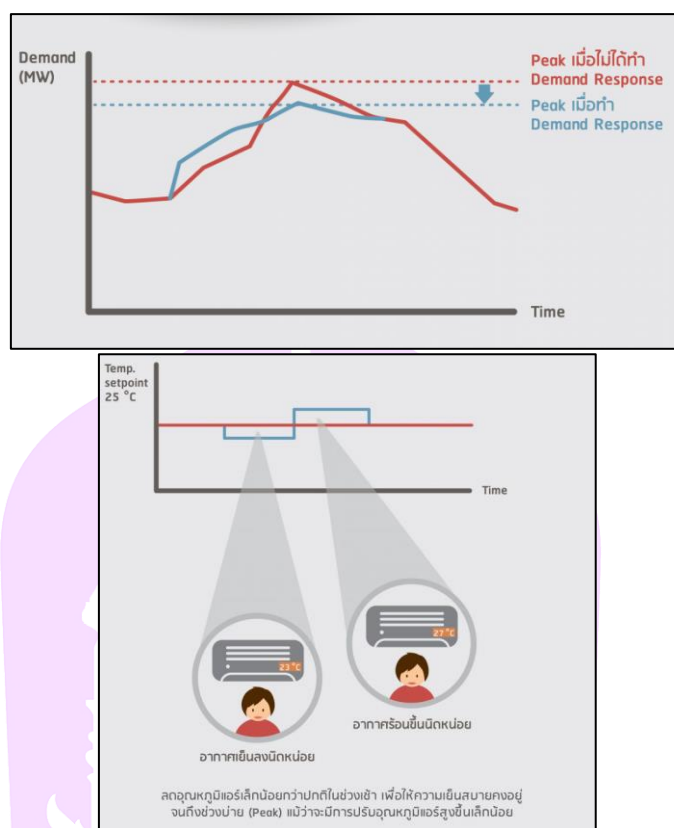 Demand
(MW)
Peak เมื่อไม่ได้ทำ
Demand Response
Peak เมื่อทำ
Demand Response
Time
Temp.
setpoint
25 °C
Time
23 °C
27 °C
อากาศเย็นลงนิดหน่อย
อากาศร้อนขึ้นนิดหน่อย
ลดอุณหภูมิแอร์เล็กน้อยกว่าปกติในช่วงเช้า เพื่อให้ความเย็นสบายคงอยู่
จนถึงช่วงบ่าย (Peak) แม้ว่าจะมีการปรับอุณหภูมิแอร์สูงขึ้นเล็กน้อย